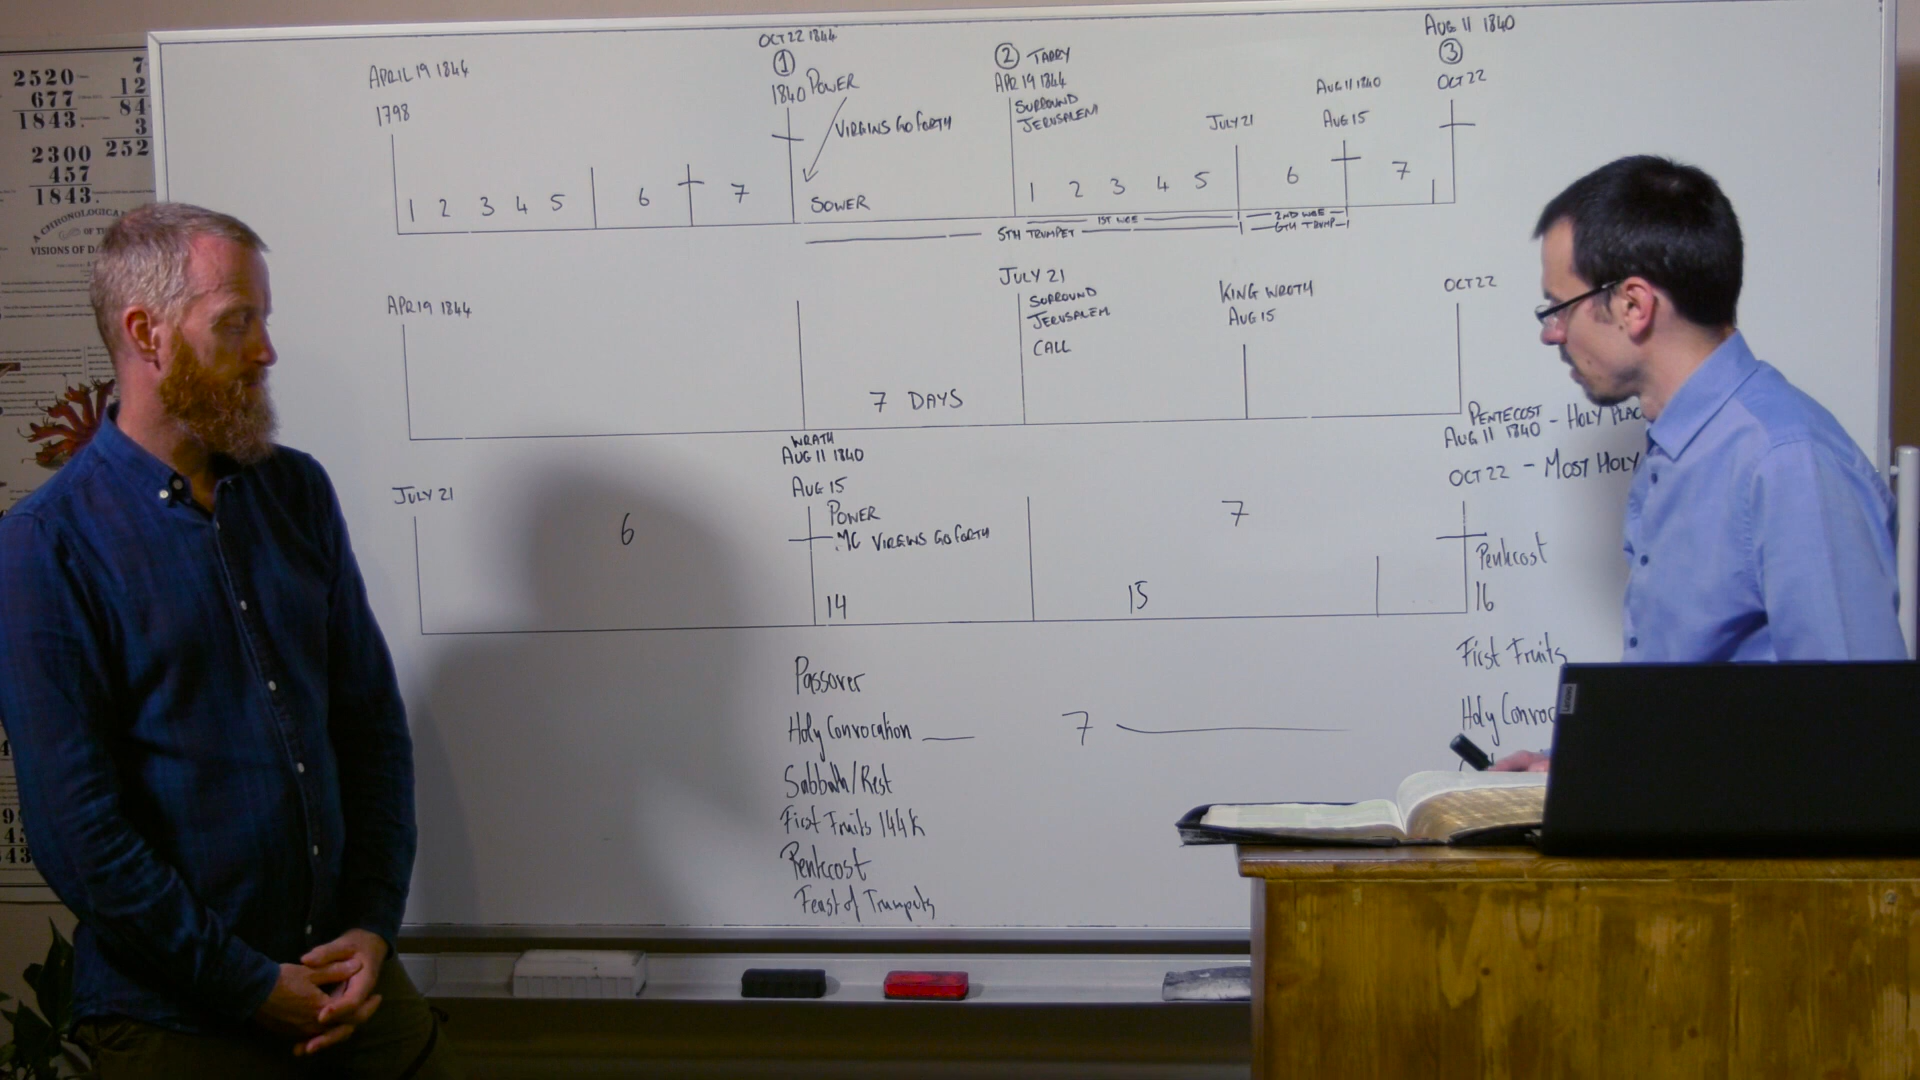 2520
677
1843.
2300
457
1843.
7
12
84
3
252
A CHRONOLOGICA
OF TH
VISIONS OF D
APRIL 19 1844
1798
1 2 3 4 5
6
7
OCT 22 1844
1
1840 POWER
VIRGINS GO FORTH
SOWER
2 TARRY
APR 19 1844
SURROUND
JERUSALEM
1 2 3 4 5
JULY 21
6
AUG 11 1840
AUG 15
7
AUG 11 1840
3
OCT 22
1ST WOE
5TH TRUMPET
2ND WOE
6TH TRUMP
APR 19 1844
7 DAYS
JULY 21
SURROUND
JERUSALEM
CALL
KING WROTH
AUG 15
OCT 22
PENTECOST - HOLY PLAC
AUG 11 1840
OCT 22 - MOST HOLY
JULY 21
6
WRATH
AUG 11 1840
AUG 15
POWER
MC VIRGINS GO FORTH
14
7
15
Pentecost
16
First Fruits
Holy Convoc
Passover
Holy Convocation
7
Sabbath/Rest
First Fruits 144K
Pentecost
Feast of Trumpets
Lenovo